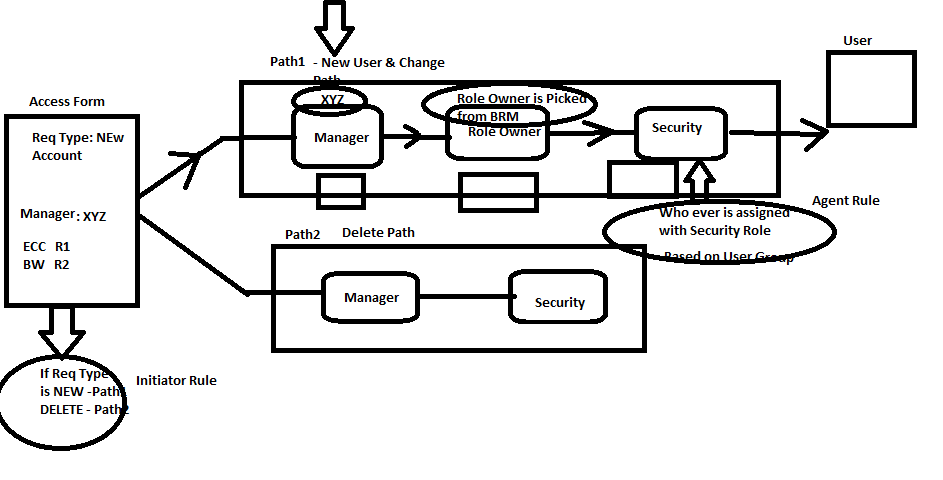 Access Form
Req Type: NEw
Account
Manager: XYZ
ECC R1
BW R2
If Req Type
is NEW -Path1
DELETE - Path2
Initiator Rule
Path1 - New User & Change
Path
XYZ
Manager
Role Owner is Picked
from BRM
Role Owner
Security
User
Agent Rule
Who ever is assigned
with Security Role
Based on User Group
Path2 Delete Path
Manager
Security